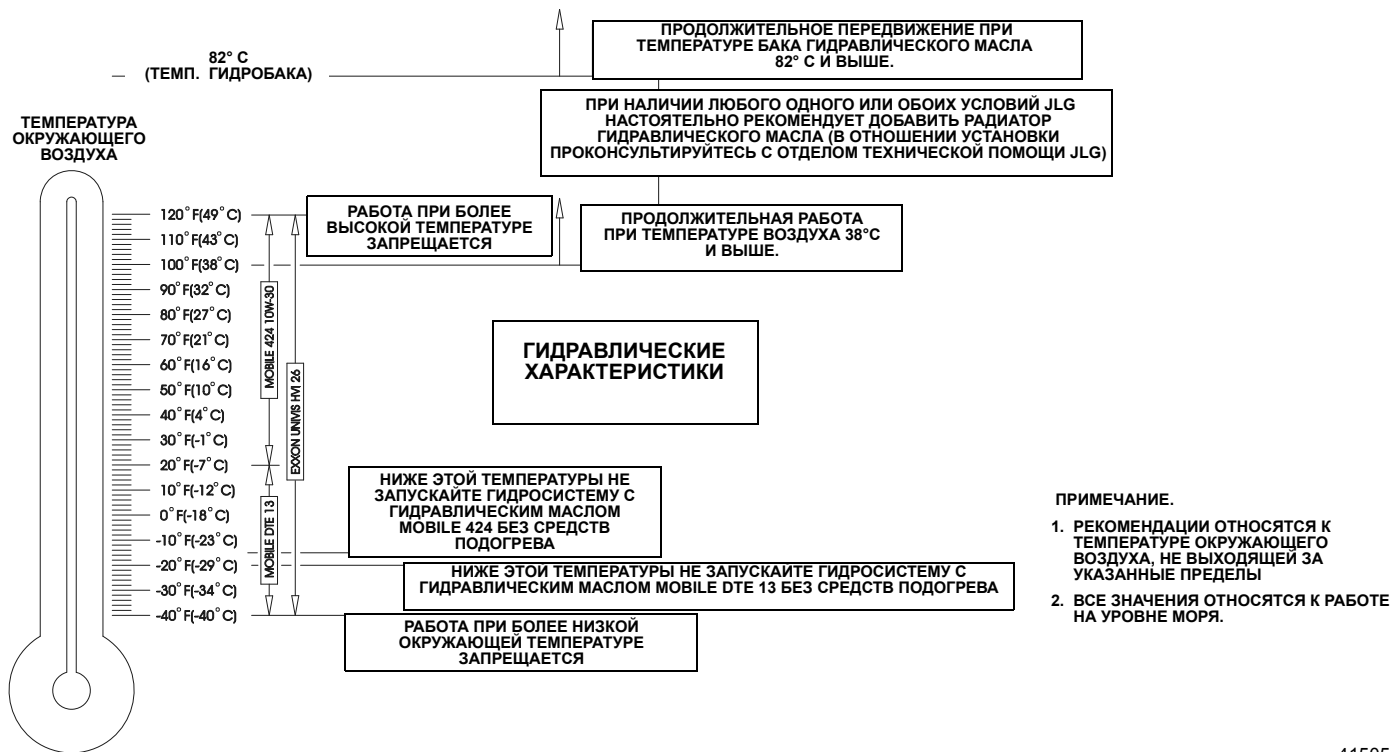 82° C
(ТЕМП. ГИДРОБАКА)
ПРОДОЛЖИТЕЛЬНОЕ ПЕРЕДВИЖЕНИЕ ПРИ
ТЕМПЕРАТУРЕ БАКА ГИДРАВЛИЧЕСКОГО МАСЛА
82° С И ВЫШЕ.
ПРИ НАЛИЧИИ ЛЮБОГО ОДНОГО ИЛИ ОБОИХ УСЛОВИЙ JLG
НАСТОЯТЕЛЬНО РЕКОМЕНДУЕТ ДОБАВИТЬ РАДИАТОР
ГИДРАВЛИЧЕСКОГО МАСЛА (В ОТНОШЕНИИ УСТАНОВКИ
ПРОКОНСУЛЬТИРУЙТЕСЬ С ОТДЕЛОМ ТЕХНИЧЕСКОЙ ПОМОЩИ JLG)
ТЕМПЕРАТУРА
ОКРУЖАЮЩЕГО
ВОЗДУХА
120°F(49°C)
110°F(43°C)
100°F(38°C)
90°F(32°C)
80°F(27°C)
70°F(21°C)
60°F(16°C)
50°F(10°C)
40°F(4°C)
30°F(-1°C)
20°F(-7°C)
10°F(-12°C)
0°F(-18°C)
-10°F(-23°C)
-20°F(-29°C)
-30°F(-34°C)
-40°F(-40°C)
MOBILE 424 10W-30
MOBILE DTE 13
EXXON UNIVIS HVI 26
РАБОТА ПРИ БОЛЕЕ
ВЫСОКОЙ ТЕМПЕРАТУРЕ
ЗАПРЕЩАЕТСЯ
ПРОДОЛЖИТЕЛЬНАЯ РАБОТА
ПРИ ТЕМПЕРАТУРЕ ВОЗДУХА 38°С
И ВЫШЕ.
ГИДРАВЛИЧЕСКИЕ
ХАРАКТЕРИСТИКИ
НИЖЕ ЭТОЙ ТЕМПЕРАТУРЫ НЕ
ЗАПУСКАЙТЕ ГИДРОСИСТЕМУ С
ГИДРАВЛИЧЕСКИМ МАСЛОМ
MOBILE 424 БЕЗ СРЕДСТВ
ПОДОГРЕВА
НИЖЕ ЭТОЙ ТЕМПЕРАТУРЫ НЕ ЗАПУСКАЙТЕ ГИДРОСИСТЕМУ С
ГИДРАВЛИЧЕСКИМ МАСЛОМ MOBILE DTE 13 БЕЗ СРЕДСТВ ПОДОГРЕВА
РАБОТА ПРИ БОЛЕЕ НИЗКОЙ
ОКРУЖАЮЩЕЙ ТЕМПЕРАТУРЕ
ЗАПРЕЩАЕТСЯ
ПРИМЕЧАНИЕ.
1. РЕКОМЕНДАЦИИ ОТНОСЯТСЯ К
ТЕМПЕРАТУРЕ ОКРУЖАЮЩЕГО
ВОЗДУХА, НЕ ВЫХОДЯЩЕЙ ЗА
УКАЗАННЫЕ ПРЕДЕЛЫ
2. ВСЕ ЗНАЧЕНИЯ ОТНОСЯТСЯ К РАБОТЕ
НА УРОВНЕ МОРЯ.